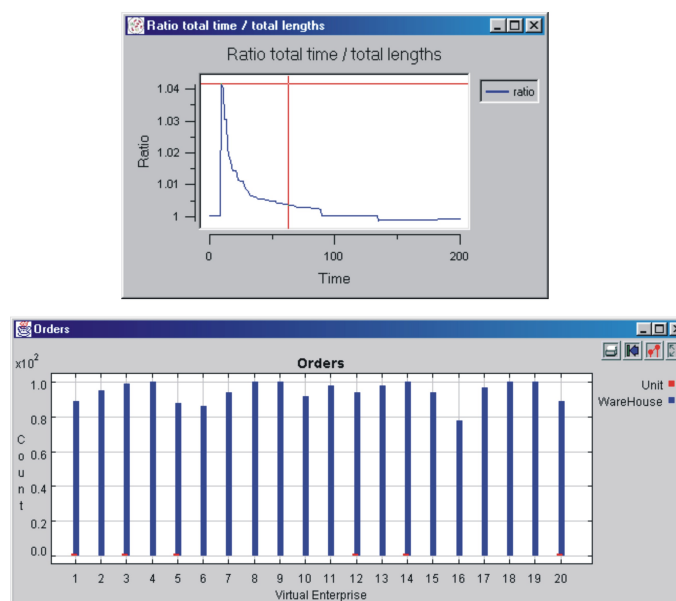 Ratio total time / total lengths
Ratio total time / total lengths
1.04
1.03
1.02
1.01
1
Ratio
ratio
0 100 200
Time
Orders
x10²
Orders
Unit
WareHouse
1.0
0.8
0.6
0.4
0.2
0.0
Count
1 2 3 4 5 6 7 8 9 10 11 12 13 14 15 16 17 18 19 20
Virtual Enterprise